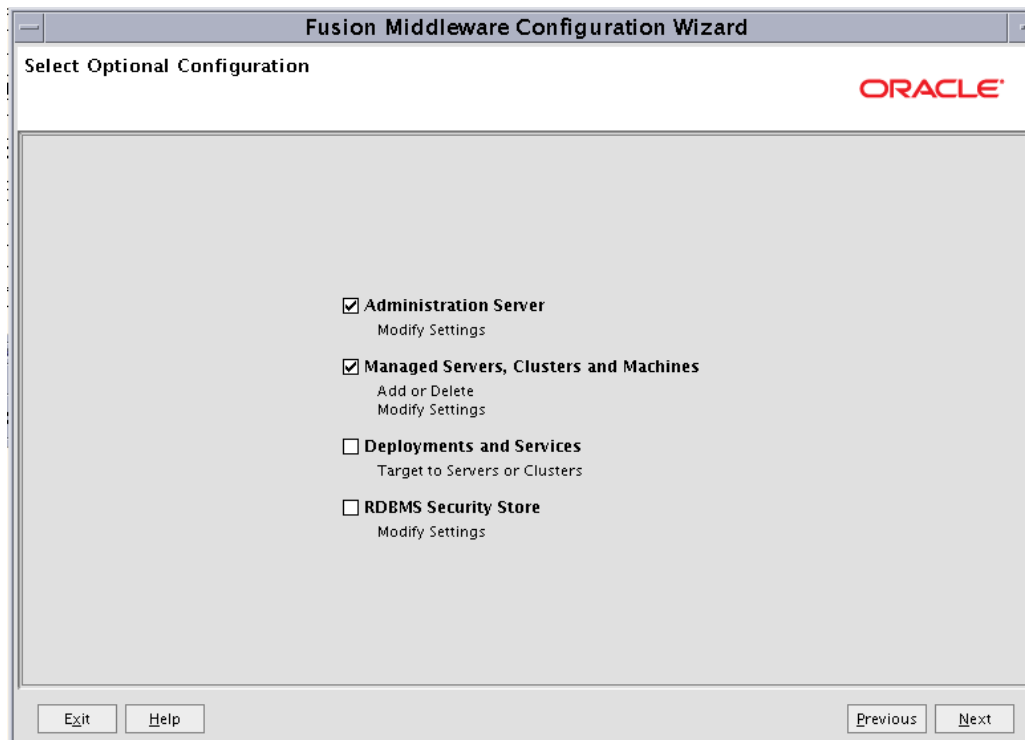 Fusion Middleware Configuration Wizard
Select Optional Configuration
ORACLE
Administration Server
Modify Settings
Managed Servers, Clusters and Machines
Add or Delete
Modify Settings
Deployments and Services
Target to Servers or Clusters
RDBMS Security Store
Modify Settings
Exit Help Previous Next